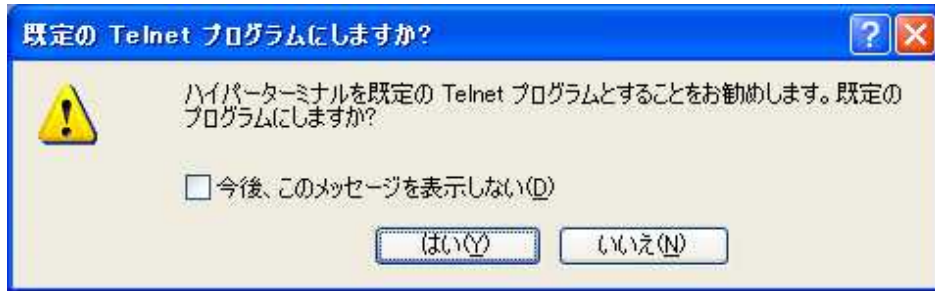 既定の Telnet プログラムにしますか?
ハイパーターミナルを既定の Telnet プログラムとすることをお勧めします。既定の
プログラムにしますか?
今後、このメッセージを表示しない(D)
はい(Y)
いいえ(N)